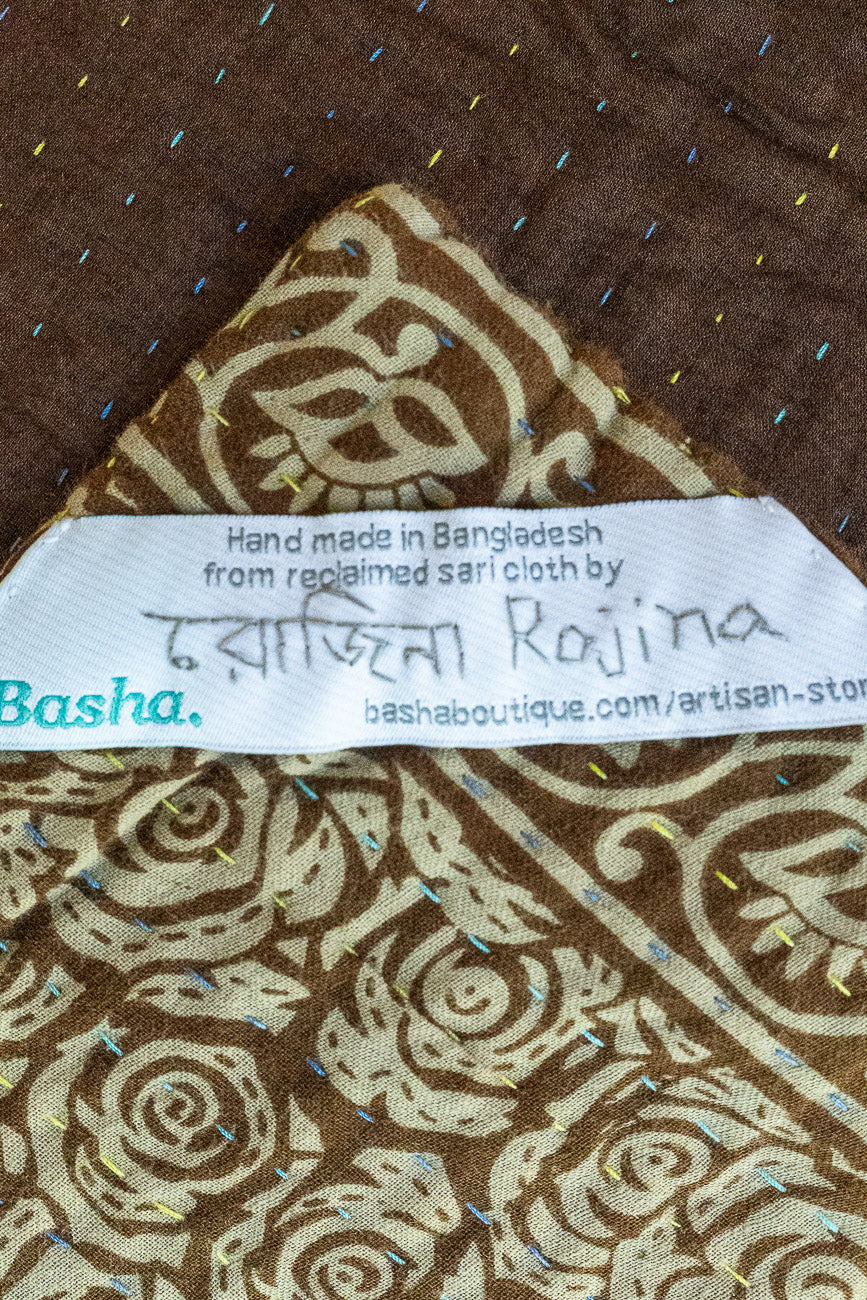 Hand made in Bangladesh
from reclaimed sari cloth by
রোজিনা Rojina
Basha.
bashaboutique.com/artisan-stor